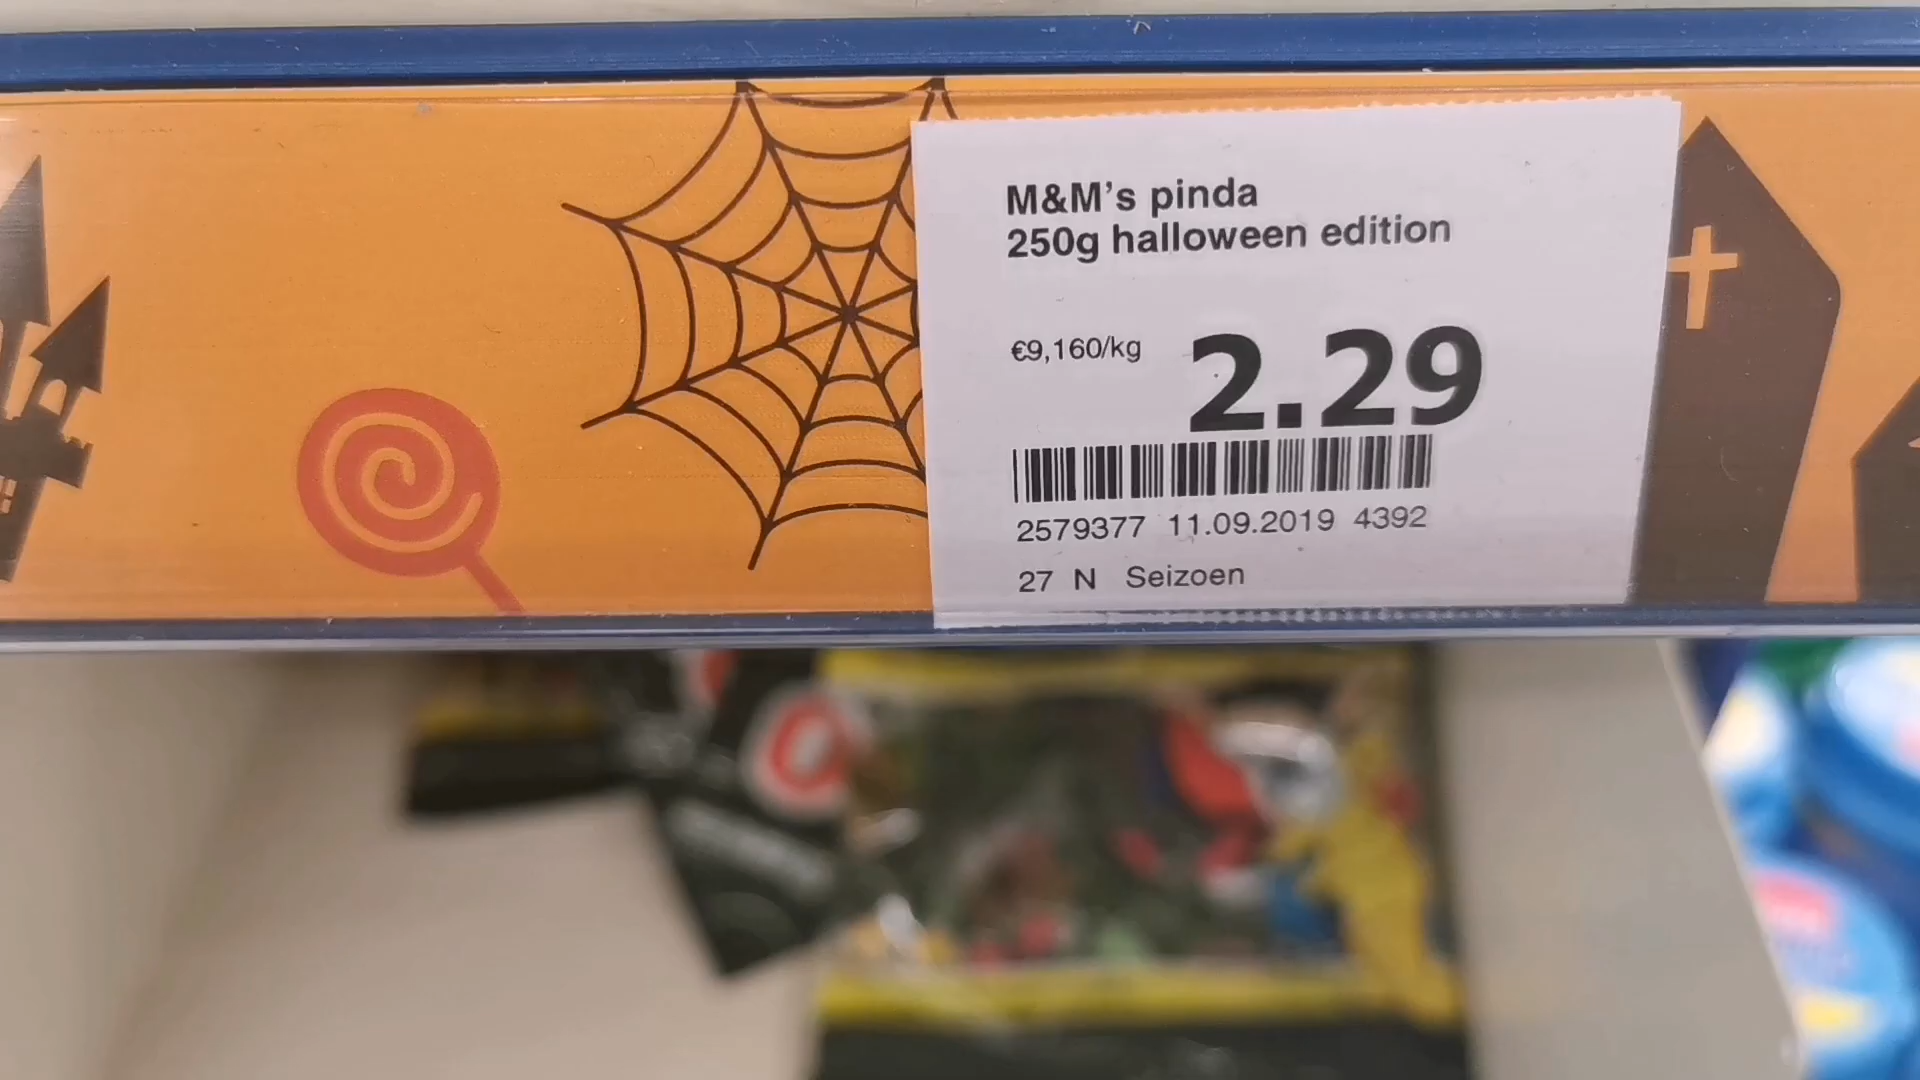 M&M's pinda
250g halloween edition
€9,160/kg 2.29
2579377 11.09.2019 4392
27 N Seizoen